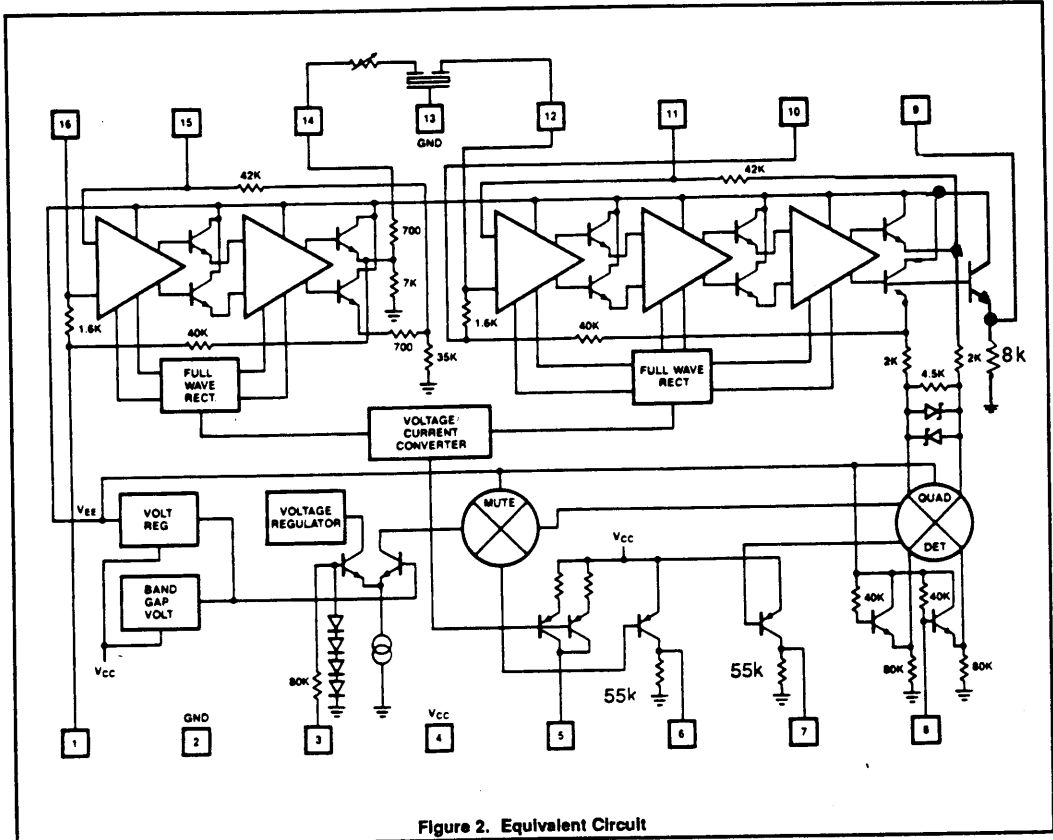 16
15
14
13
GND
12
11
10
9
42K
42K
700
7K
1.6K
40K
700
35K
1.6K
40K
2K
2K
8k
4.5K
FULL
WAVE
RECT.
FULL WAVE
RECT
VOLTAGE/
CURRENT
CONVERTER
VEE
VOLT
REG
VOLTAGE
REGULATOR
MUTE
QUAD
DET
VCC
BAND
GAP
VOLT
VCC
40K
40K
80K
55k
55k
80K
80K
GND
VCC
1
2
3
4
5
6
7
8
Figure 2. Equivalent Circuit